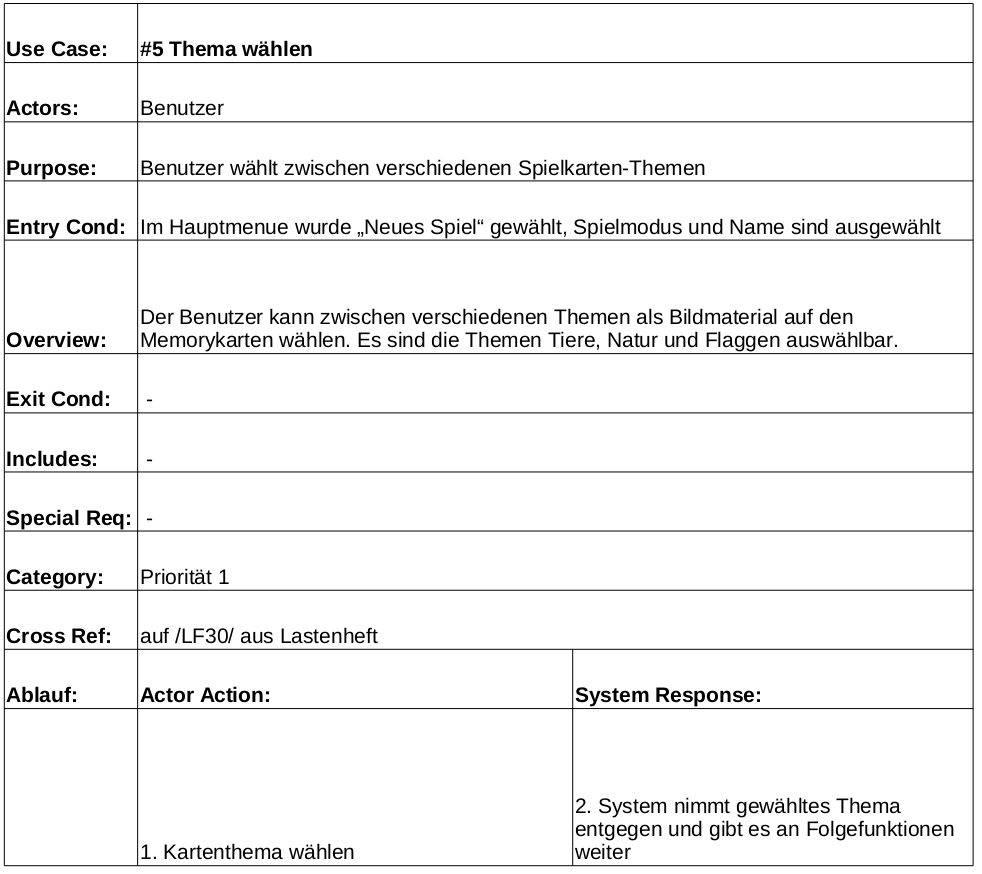 Use Case: #5 Thema wählen
Actors: Benutzer
Purpose: Benutzer wählt zwischen verschiedenen Spielkarten-Themen
Entry Cond: Im Hauptmenue wurde „Neues Spiel“ gewählt, Spielmodus und Name sind ausgewählt
Der Benutzer kann zwischen verschiedenen Themen als Bildmaterial auf den
Overview: Memorykarten wählen. Es sind die Themen Tiere, Natur und Flaggen auswählbar.
Exit Cond: -
Includes: -
Special Req: -
Category: Priorität 1
Cross Ref: auf /LF30/ aus Lastenheft
Ablauf: Actor Action: System Response:
1. Kartenthema wählen
2. System nimmt gewähltes Thema
entgegen und gibt es an Folgefunktionen
weiter